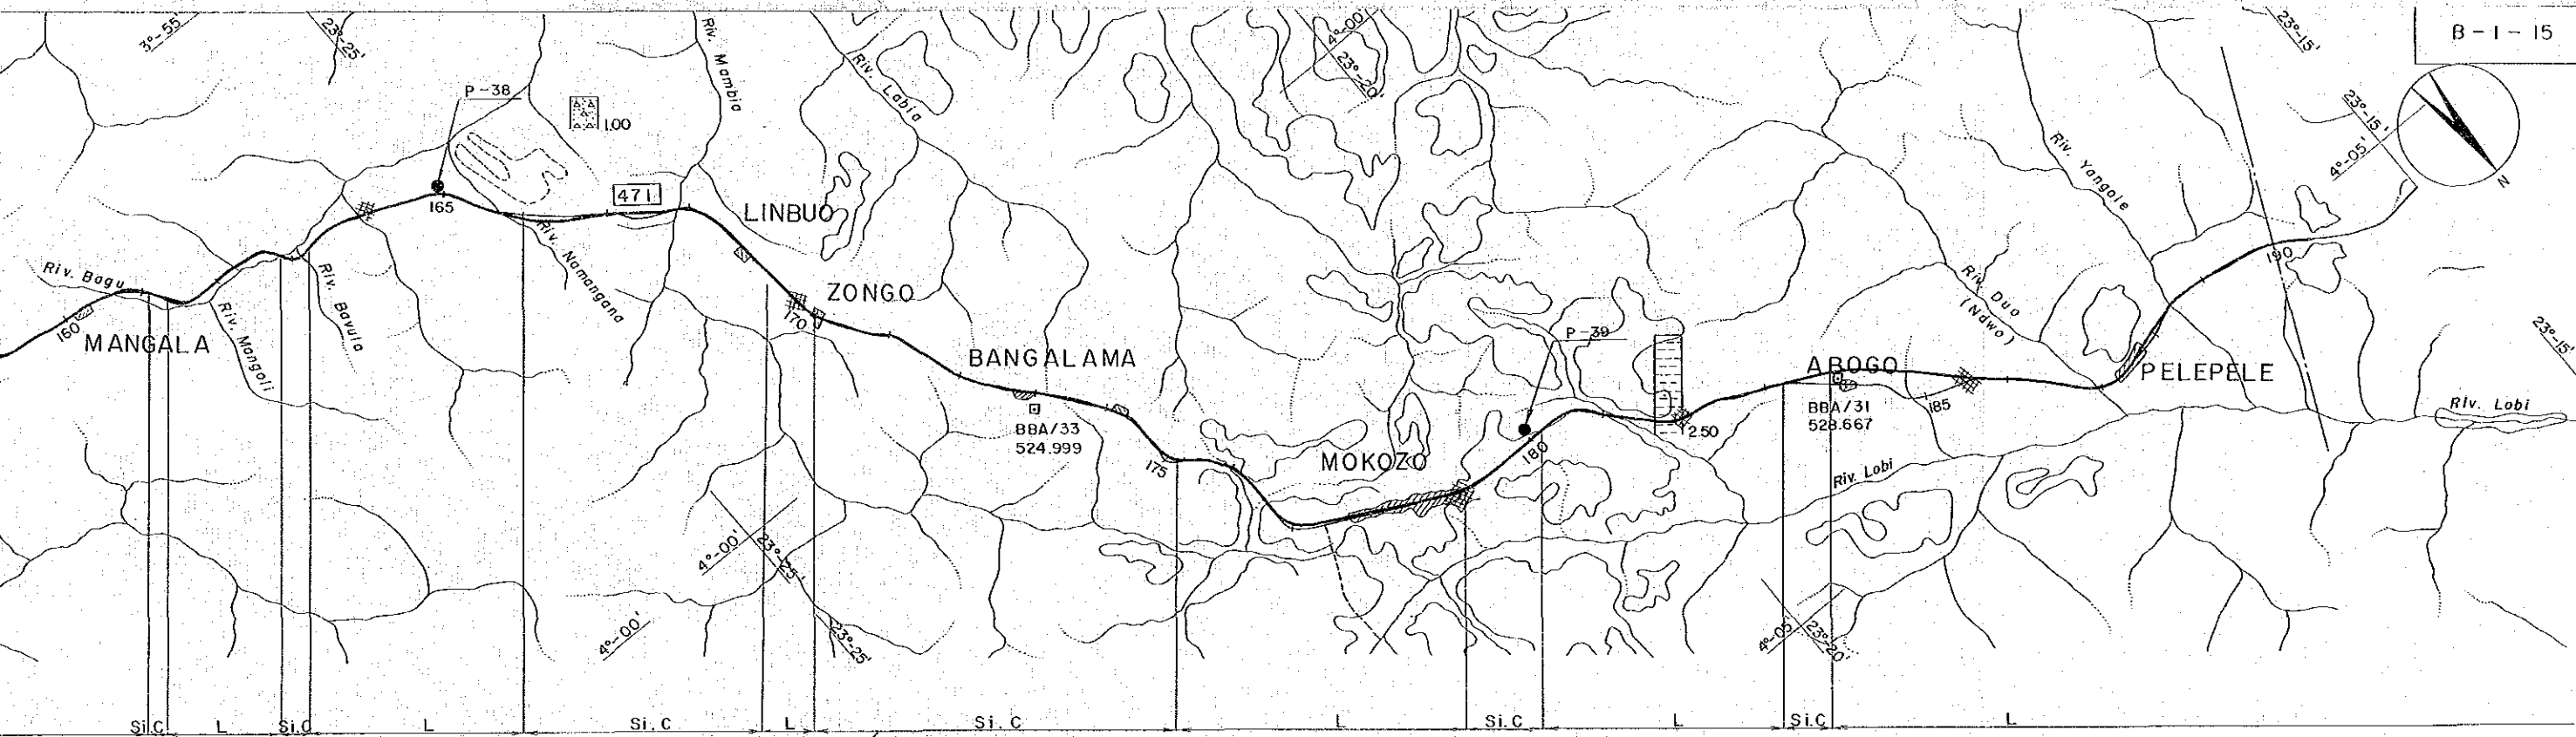 B-1-15
3°-55'
23°-25'
Riv. Mambia
Riv. Labia
4°-00'
23°-20'
23°-15'
23°-15'
4°-05'
N
P-38
1.00
471
165
LINBUO
Riv. Yangole
Riv. Bagu
160
MANGALA
Riv. Mangoli
Riv. Bavula
Riv. Namangana
ZONGO
170
BANGALAMA
BBA/33
524.999
175
MOKOZO
P-39
180
2.50
ABOGO
BBA/31
528.667
185
Riv. Duo
(Ndwo)
PELEPELE
190
23°-15'
Riv. Lobi
Riv. Lobi
4°-00'
23°-25'
4°-00'
23°-25'
4°-05'
23°-20'
Si.C L Si.C L Si.C L Si.C L Si.C L Si.C L